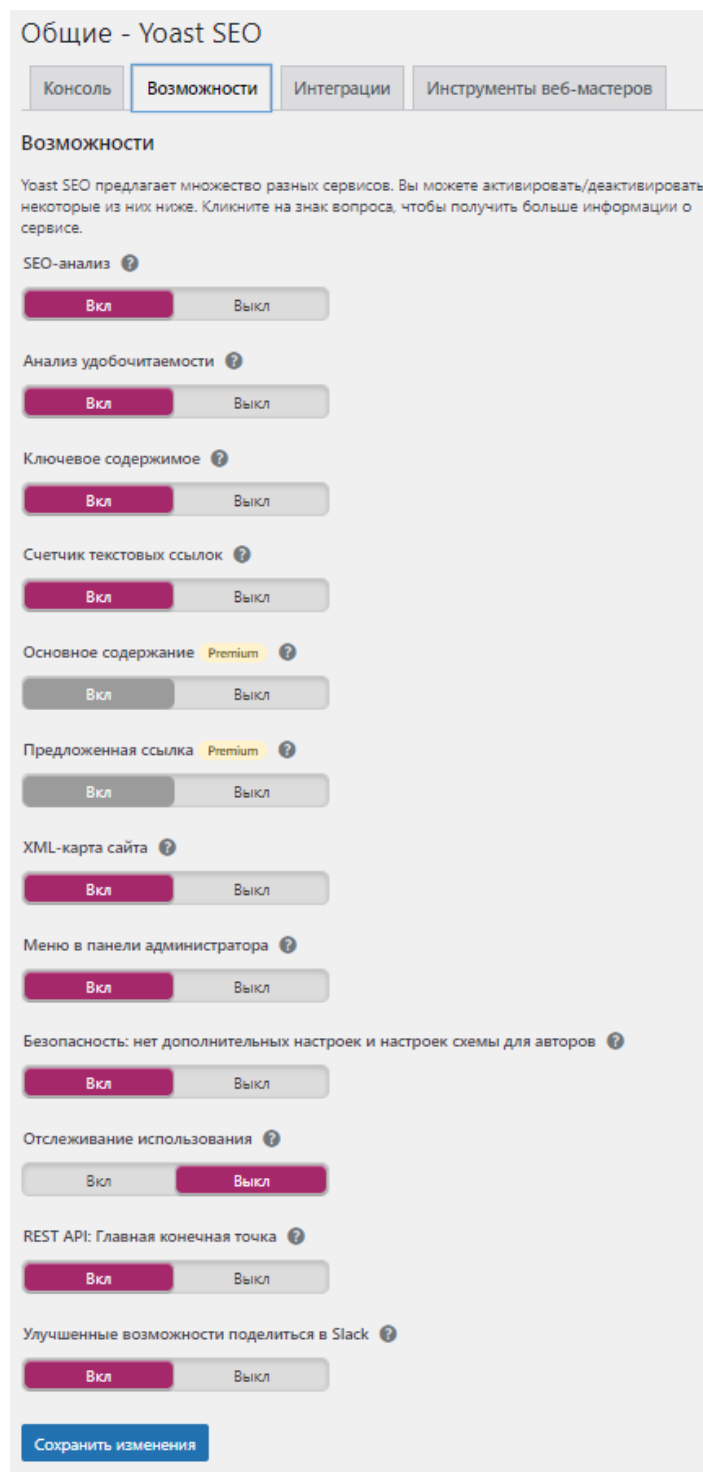 Общие - Yoast SEO
Консоль Возможности Интеграции Инструменты веб-мастеров
Возможности
Yoast SEO предлагает множество разных сервисов. Вы можете активировать/деактивировать
некоторые из них ниже. Кликните на знак вопроса, чтобы получить больше информации о
сервисе.
SEO-анализ ?
Вкл Выкл
Анализ удобочитаемости ?
Вкл Выкл
Ключевое содержимое ?
Вкл Выкл
Счетчик текстовых ссылок ?
Вкл Выкл
Основное содержание Premium ?
Вкл Выкл
Предложенная ссылка Premium ?
Вкл Выкл
XML-карта сайта ?
Вкл Выкл
Меню в панели администратора ?
Вкл Выкл
Безопасность: нет дополнительных настроек и настроек схемы для авторов ?
Вкл Выкл
Отслеживание использования ?
Вкл Выкл
REST API: Главная конечная точка ?
Вкл Выкл
Улучшенные возможности поделиться в Slack ?
Вкл Выкл
Сохранить изменения